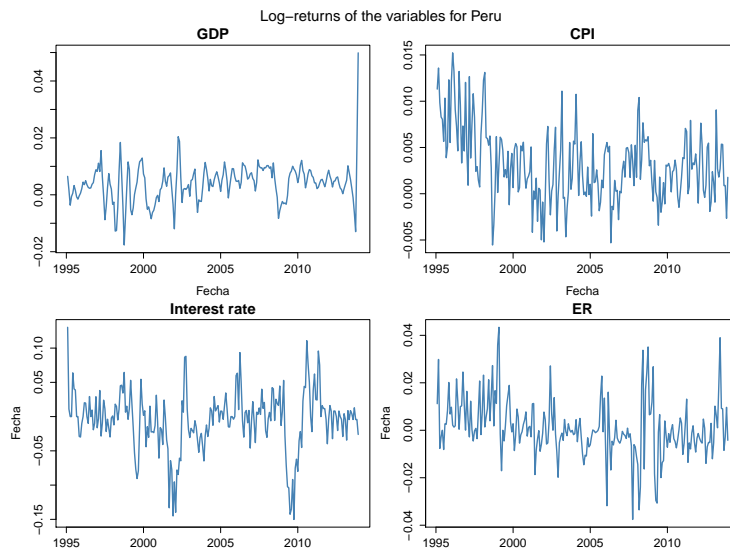 Log−returns of the variables for Peru
GDP
0.04
0.02
0.00
−0.02
1995 2000 2005 2010
Fecha
CPI
0.015
0.010
0.005
0.000
−0.005
1995 2000 2005 2010
Fecha
Interest rate
Fecha
0.10
0.05
−0.05
−0.15
1995 2000 2005 2010
ER
Fecha
0.04
0.02
0.00
−0.02
−0.04
1995 2000 2005 2010